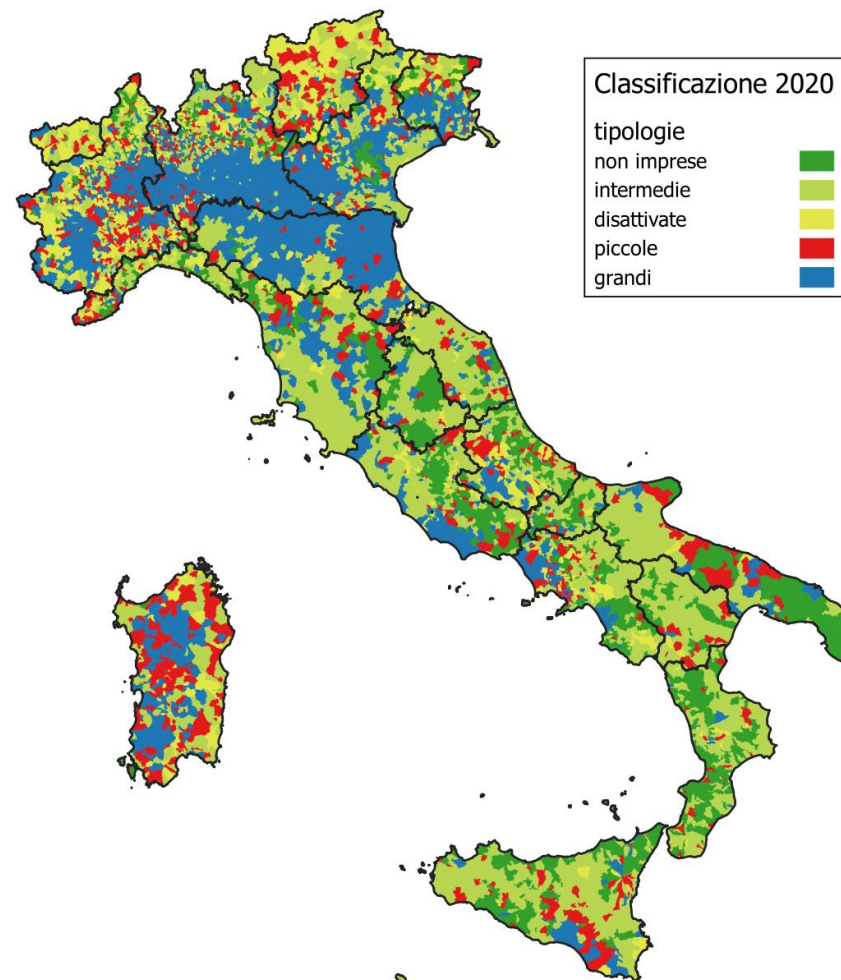 Classificazione 2020
tipologie
non imprese
intermedie
disattivate
piccole
grandi